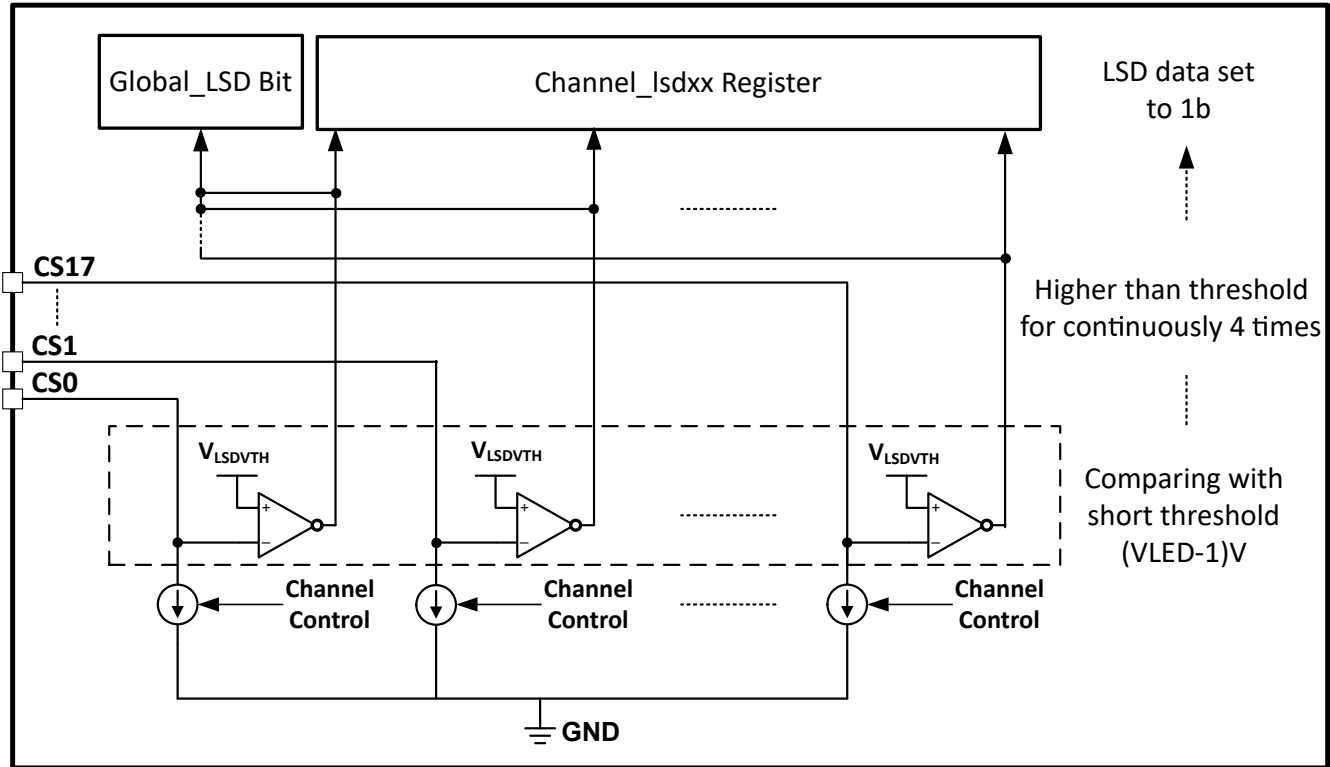 Global_LSD Bit
Channel_lsdxx Register
LSD data set
to 1b
CS17
Higher than threshold
for continuously 4 times
CS1
CS0
VLSDVTH
VLSDVTH
VLSDVTH
+
+
+
−
−
−
Comparing with
short threshold
(VLED-1)V
Channel
Control
Channel
Control
Channel
Control
GND